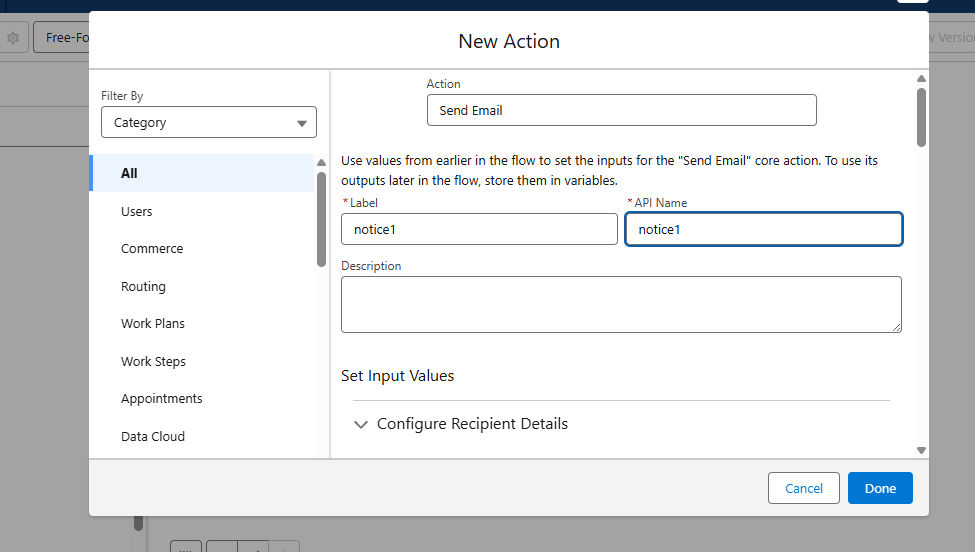 New Action
Free-Fo
w Version
Filter By
Category
All
Users
Commerce
Routing
Work Plans
Work Steps
Appointments
Data Cloud
Action
Send Email
Use values from earlier in the flow to set the inputs for the "Send Email" core action. To use its
outputs later in the flow, store them in variables.
*Label
*API Name
notice1
notice1
Description
Set Input Values
Configure Recipient Details
Cancel
Done